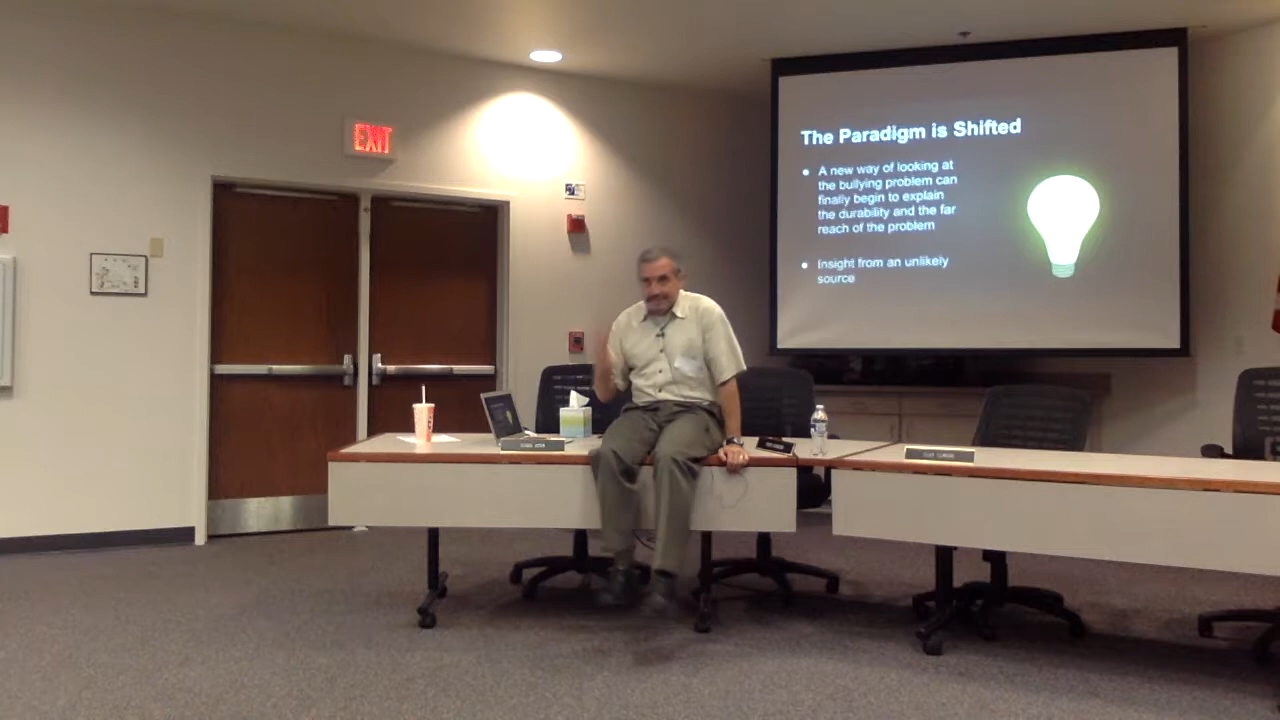 EXIT
The Paradigm is Shifted
A new way of looking at
the bullying problem can
finally begin to explain
the durability and the far
reach of the problem
Insight from an unlikely
source